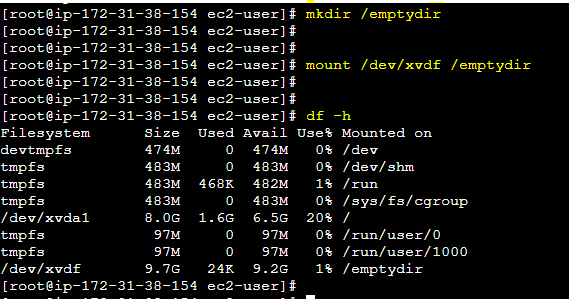 [root@ip-172-31-38-154 ec2-user]# mkdir /emptydir
[root@ip-172-31-38-154 ec2-user]#
[root@ip-172-31-38-154 ec2-user]#
[root@ip-172-31-38-154 ec2-user]# mount /dev/xvdf /emptydir
[root@ip-172-31-38-154 ec2-user]#
[root@ip-172-31-38-154 ec2-user]#
[root@ip-172-31-38-154 ec2-user]# df -h
Filesystem      Size  Used Avail Use% Mounted on
devtmpfs        474M     0  474M   0% /dev
tmpfs           483M     0  483M   0% /dev/shm
tmpfs           483M  468K  482M   1% /run
tmpfs           483M     0  483M   0% /sys/fs/cgroup
/dev/xvda1      8.0G  1.6G  6.5G  20% /
tmpfs            97M     0   97M   0% /run/user/0
tmpfs            97M     0   97M   0% /run/user/1000
/dev/xvdf       9.7G   24K  9.2G   1% /emptydir
[root@ip-172-31-38-154 ec2-user]#